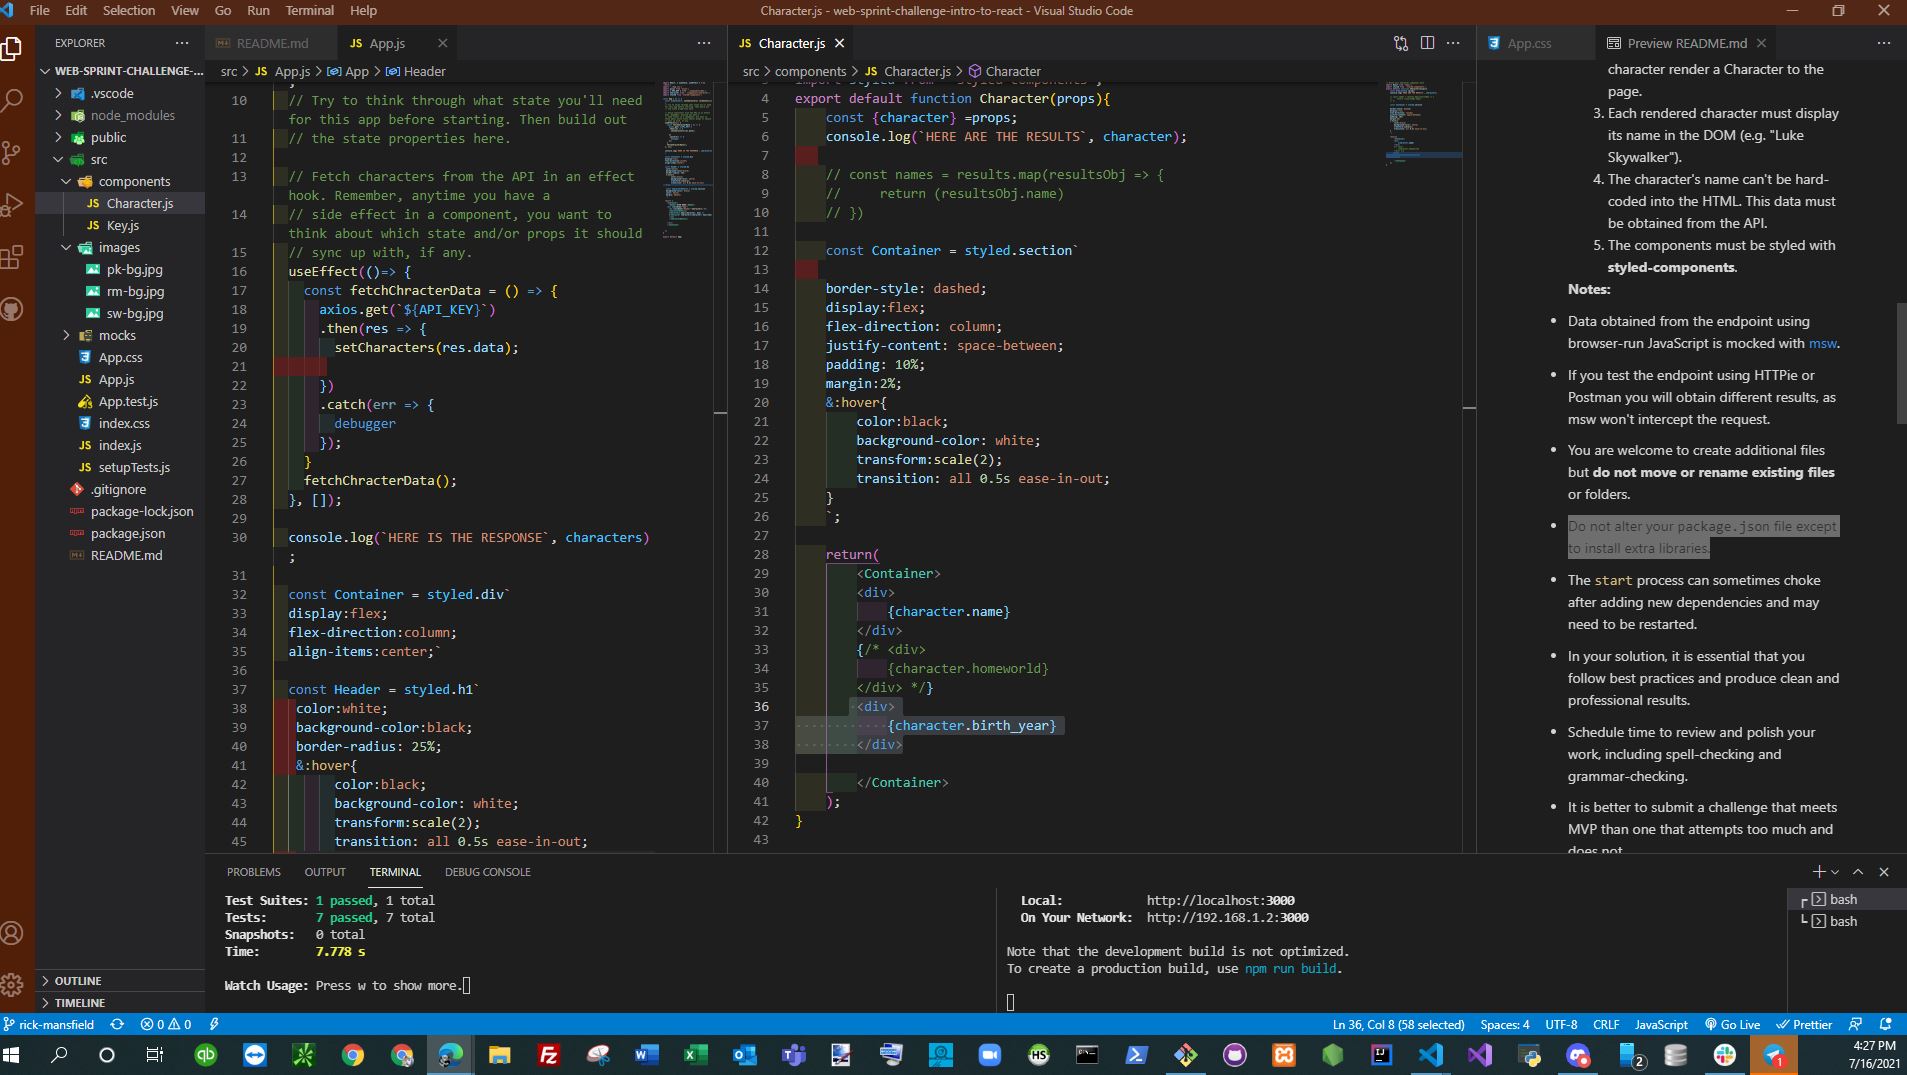 File Edit Selection View Go Run Terminal Help
Character.js - web-sprint-challenge-intro-to-react - Visual Studio Code
EXPLORER
WEB-SPRINT-CHALLENGE-...
.vscode
node_modules
public
src
components
Character.js
Key.js
images
pk-bg.jpg
rm-bg.jpg
sw-bg.jpg
mocks
App.css
App.js
App.test.js
index.css
index.js
setupTests.js
.gitignore
package-lock.json
package.json
README.md
OUTLINE
TIMELINE
README.md
JS App.js
src > JS App.js > App > Header
10 // Try to think through what state you'll need
for this app before starting. Then build out
11 // the state properties here.
12
13 // Fetch characters from the API in an effect
hook. Remember, anytime you have a
14 // side effect in a component, you want to
think about which state and/or props it should
15 // sync up with, if any.
16 useEffect(()=> {
17 const fetchChracterData = () => {
18 axios.get(`${API_KEY}`)
19 .then(res => {
20 setCharacters(res.data);
21
22 })
23 .catch(err => {
24 debugger
25 });
26 }
27 fetchChracterData();
28 }, []);
29
30 console.log(`HERE IS THE RESPONSE`, characters)
;
31
32 const Container = styled.div`
33 display:flex;
34 flex-direction:column;
35 align-items:center;`
36
37 const Header = styled.h1`
38 color:white;
39 background-color:black;
40 border-radius: 25%;
41 &:hover{
42 color:black;
43 background-color: white;
44 transform:scale(2);
45 transition: all 0.5s ease-in-out;
JS Character.js
src > components > JS Character.js > Character
4 export default function Character(props){
5 const {character} =props;
6 console.log(`HERE ARE THE RESULTS`, character);
7
8 // const names = results.map(resultsObj => {
9 // return (resultsObj.name)
10 // })
11
12 const Container = styled.section`
13
14 border-style: dashed;
15 display:flex;
16 flex-direction: column;
17 justify-content: space-between;
18 padding: 10%;
19 margin:2%;
20 &:hover{
21 color:black;
22 background-color: white;
23 transform:scale(2);
24 transition: all 0.5s ease-in-out;
25 }
26 `;
27
28 return(
29 <Container>
30 <div>
31 {character.name}
32 </div>
33 {/* <div>
34 {character.homeworld}
35 </div> */}
36 <div>
37 {character.birth_year}
38 </div>
39
40 </Container>
41 );
42 }
43
App.css
Preview README.md
character render a Character to the
page.
3. Each rendered character must display
its name in the DOM (e.g. "Luke
Skywalker").
4. The character's name can't be hard-
coded into the HTML. This data must
be obtained from the API.
5. The components must be styled with
styled-components.
Notes:
• Data obtained from the endpoint using
browser-run JavaScript is mocked with msw.
• If you test the endpoint using HTTPie or
Postman you will obtain different results, as
msw won't intercept the request.
• You are welcome to create additional files
but do not move or rename existing files
or folders.
• Do not alter your package.json file except
to install extra libraries.
• The start process can sometimes choke
after adding new dependencies and may
need to be restarted.
• In your solution, it is essential that you
follow best practices and produce clean and
professional results.
• Schedule time to review and polish your
work, including spell-checking and
grammar-checking.
• It is better to submit a challenge that meets
MVP than one that attempts too much and
does not.
PROBLEMS OUTPUT TERMINAL DEBUG CONSOLE
Test Suites: 1 passed, 1 total
Tests: 7 passed, 7 total
Snapshots: 0 total
Time: 7.778 s
Watch Usage: Press w to show more.
Local: http://localhost:3000
On Your Network: http://192.168.1.2:3000
Note that the development build is not optimized.
To create a production build, use npm run build.
bash
bash
rick-mansfield 0 0
Ln 36, Col 8 (58 selected) Spaces: 4 UTF-8 CRLF JavaScript Go Live Prettier
4:27 PM
7/16/2021